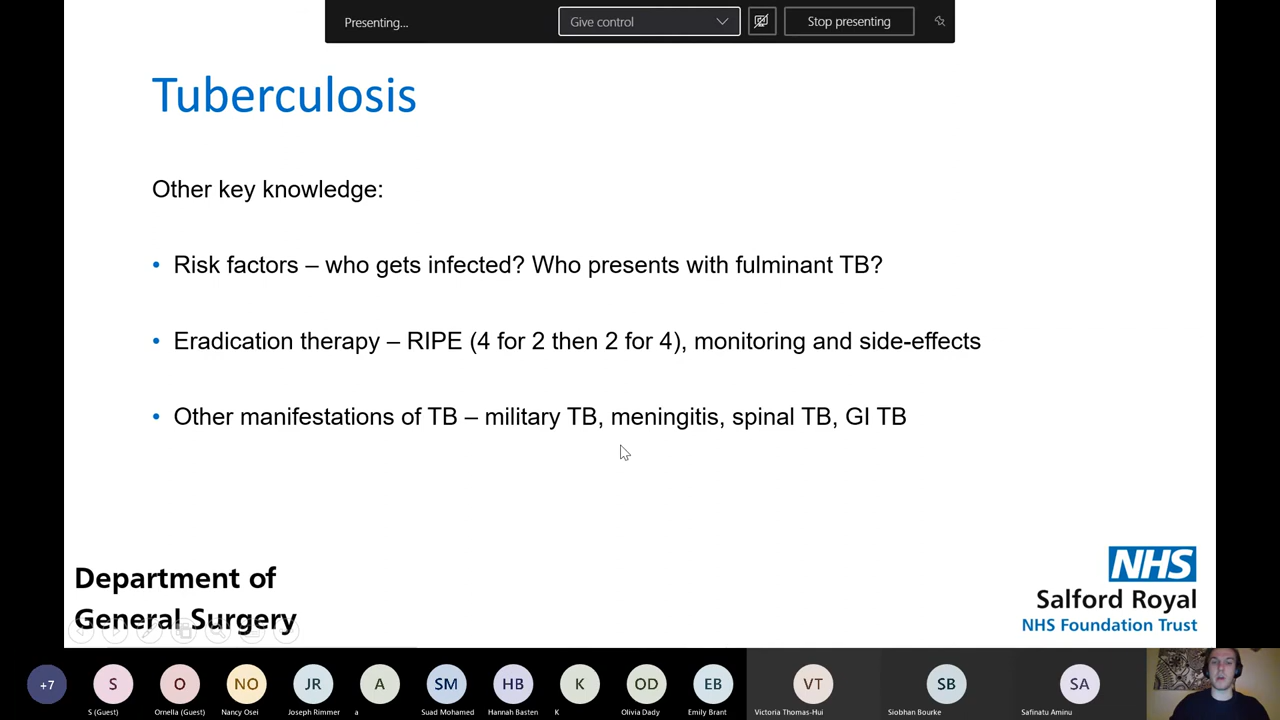 Presenting...
Give control
Stop presenting
Tuberculosis
Other key knowledge:
• Risk factors – who gets infected? Who presents with fulminant TB?
• Eradication therapy – RIPE (4 for 2 then 2 for 4), monitoring and side-effects
• Other manifestations of TB – military TB, meningitis, spinal TB, GI TB
Department of
General Surgery
NHS
Salford Royal
NHS Foundation Trust
+7
S
O
NO
JR
A
SM
HB
K
OD
EB
VT
SB
SA
S (Guest)
Ornella (Guest)
Nancy Osei
Joseph Rimmer
a
Suad Mohamed
Hannah Basten
K
Olivia Dady
Emily Brant
Victoria Thomas-Hui
Siobhan Bourke
Safinatu Aminu